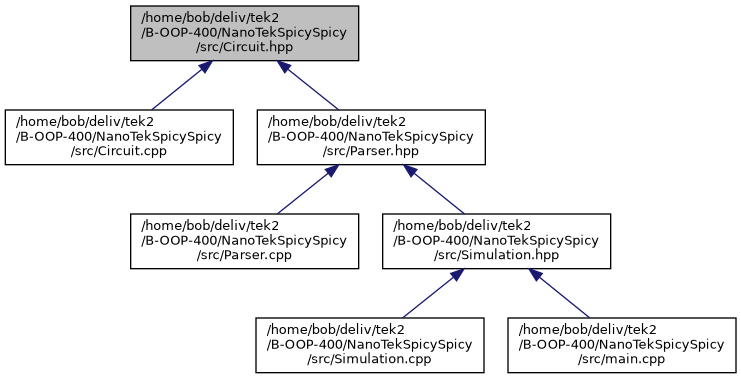 /home/bob/deliv/tek2
/B-OOP-400/NanoTekSpicySpicy
/src/Circuit.hpp
/home/bob/deliv/tek2
/B-OOP-400/NanoTekSpicySpicy
/src/Circuit.cpp
/home/bob/deliv/tek2
/B-OOP-400/NanoTekSpicySpicy
/src/Parser.hpp
/home/bob/deliv/tek2
/B-OOP-400/NanoTekSpicySpicy
/src/Parser.cpp
/home/bob/deliv/tek2
/B-OOP-400/NanoTekSpicySpicy
/src/Simulation.hpp
/home/bob/deliv/tek2
/B-OOP-400/NanoTekSpicySpicy
/src/Simulation.cpp
/home/bob/deliv/tek2
/B-OOP-400/NanoTekSpicySpicy
/src/main.cpp